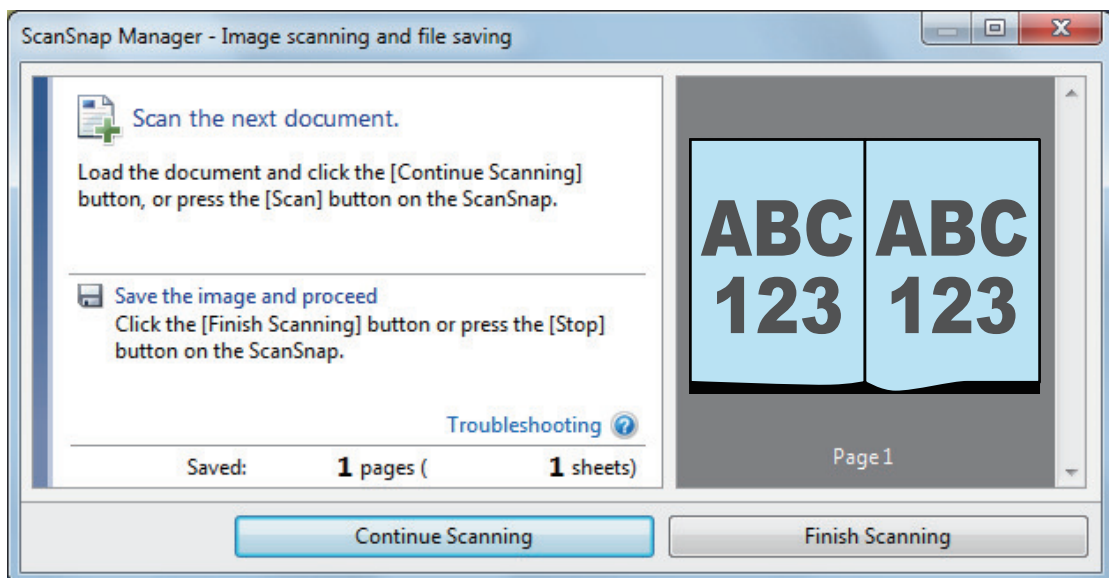 ScanSnap Manager - Image scanning and file saving
Scan the next document.
Load the document and click the [Continue Scanning]
button, or press the [Scan] button on the ScanSnap.
Save the image and proceed
Click the [Finish Scanning] button or press the [Stop]
button on the ScanSnap.
Troubleshooting
Saved: 1 pages ( 1 sheets)
ABC ABC
123 123
Page 1
Continue Scanning
Finish Scanning